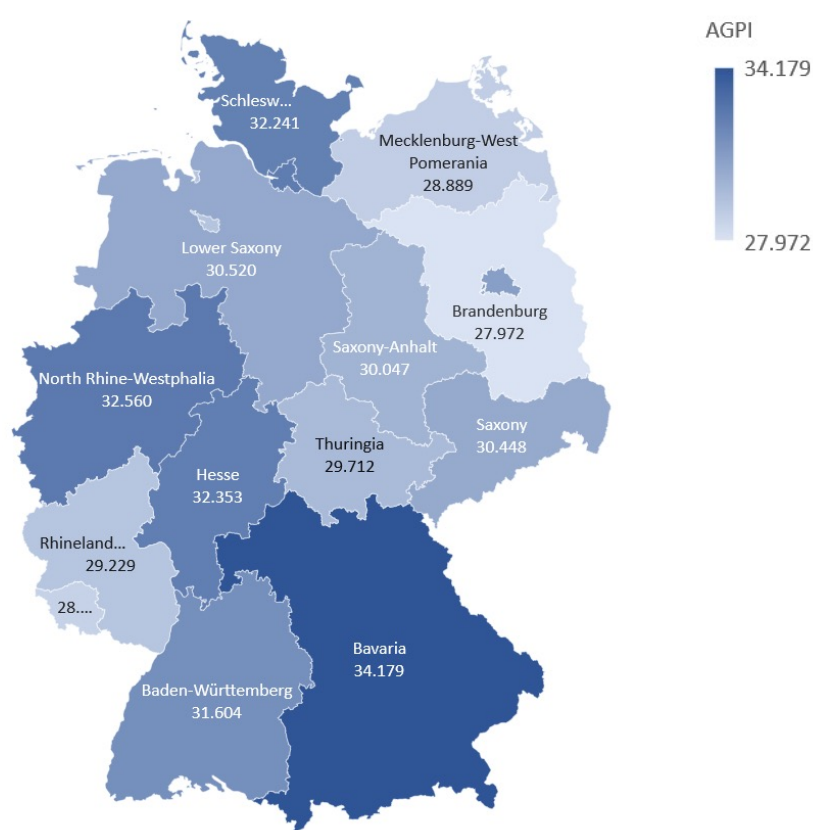 AGPI
34.179
27.972
Schlesw...
32.241
Mecklenburg-West
Pomerania
28.889
Lower Saxony
30.520
Brandenburg
27.972
Saxony-Anhalt
30.047
North Rhine-Westphalia
32.560
Saxony
30.448
Thuringia
29.712
Hesse
32.353
Rhineland...
29.229
28....
Bavaria
34.179
Baden-Württemberg
31.604